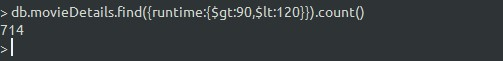 > db.movieDetails.find({runtime:{$gt:90,$lt:120}}).count()
714
>